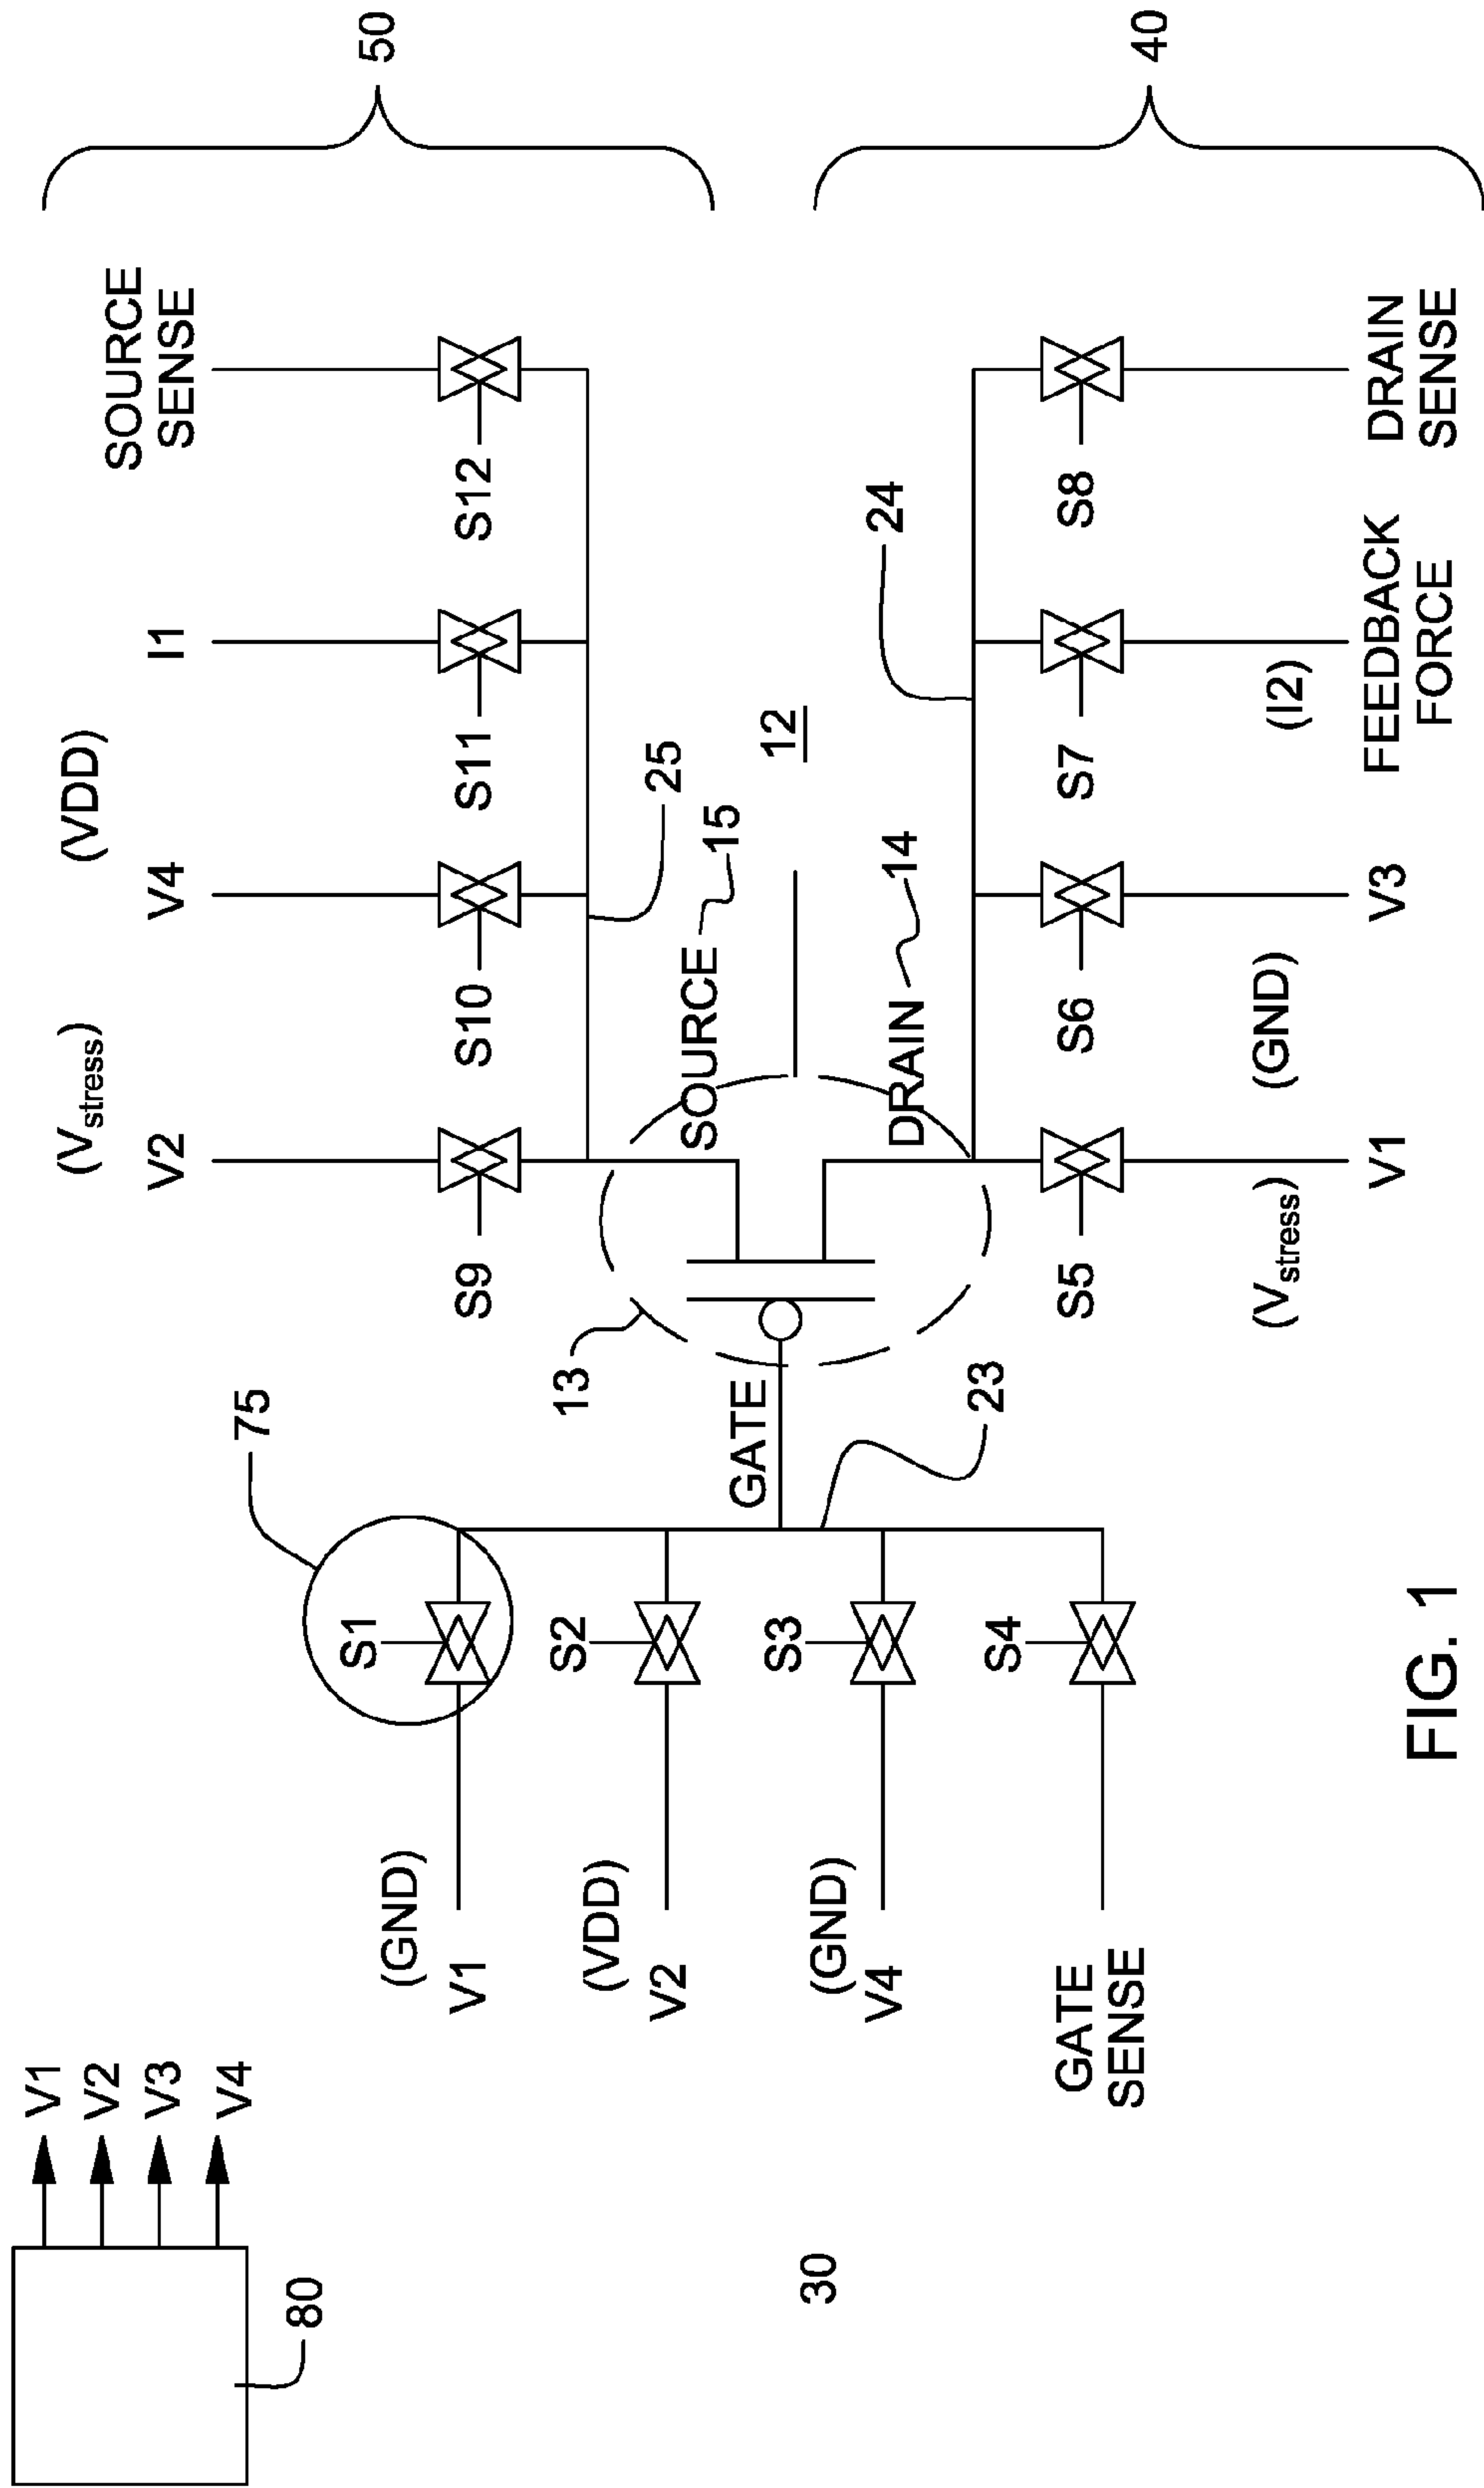 V1
V2
V3
V4
80
30
(GND)
V1
S1
75
(VDD)
V2
S2
(GND)
V4
S3
GATE
SENSE
S4
GATE
23
13
(Vstress)
V2
S9
V4
S10
(VDD)
I1
S11
SOURCE
SENSE
S12
50
25
SOURCE
15
12
DRAIN
14
24
S5
(Vstress)
V1
S6
(GND)
V3
S7
(I2)
FEEDBACK
FORCE
S8
DRAIN
SENSE
40
FIG. 1